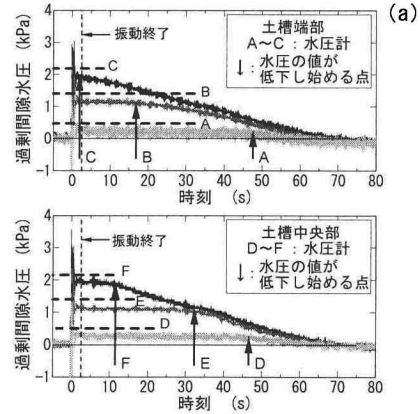 (a)
過剰間隙水圧 (kPa)
4
3
2
1
0
-1
振動終了
土槽端部
A~C : 水圧計
↓ : 水圧の値が
低下し始める点
C
B
A
C
B
A
0 10 20 30 40 50 60 70 80
時刻 (s)
過剰間隙水圧 (kPa)
4
3
2
1
0
-1
振動終了
土槽中央部
D~F : 水圧計
↓ : 水圧の値が
低下し始める点
F
E
D
F
E
D
0 10 20 30 40 50 60 70 80
時刻 (s)